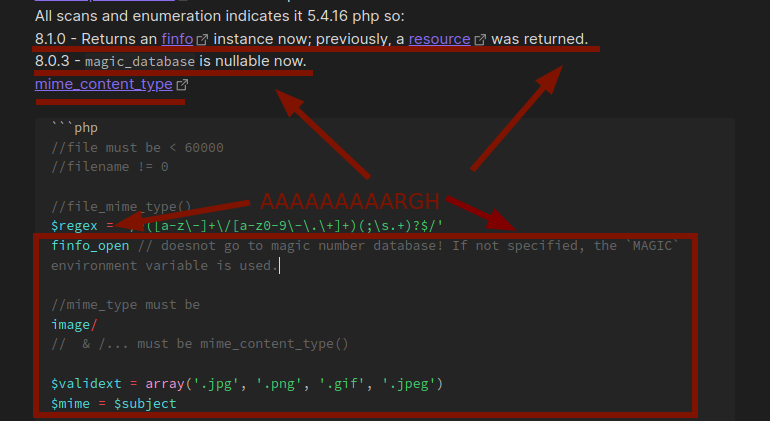 All scans and enumeration indicates it 5.4.16 php so:
8.1.0 - Returns an finfo instance now; previously, a resource was returned.
8.0.3 - magic_database is nullable now.
mime_content_type
```php
//file must be < 60000
//filename != 0
//file_mime_type()
AAAAAAAAARGH
$regex = ([a-z\-]+\/[a-z0-9\-\.\+]+)(;\s.+)?$/'
finfo_open // doesnot go to magic number database! If not specified, the `MAGIC`
environment variable is used.
//mime_type must be
image/
//  & /... must be mime_content_type()
$validext = array('.jpg', '.png', '.gif', '.jpeg')
$mime = $subject